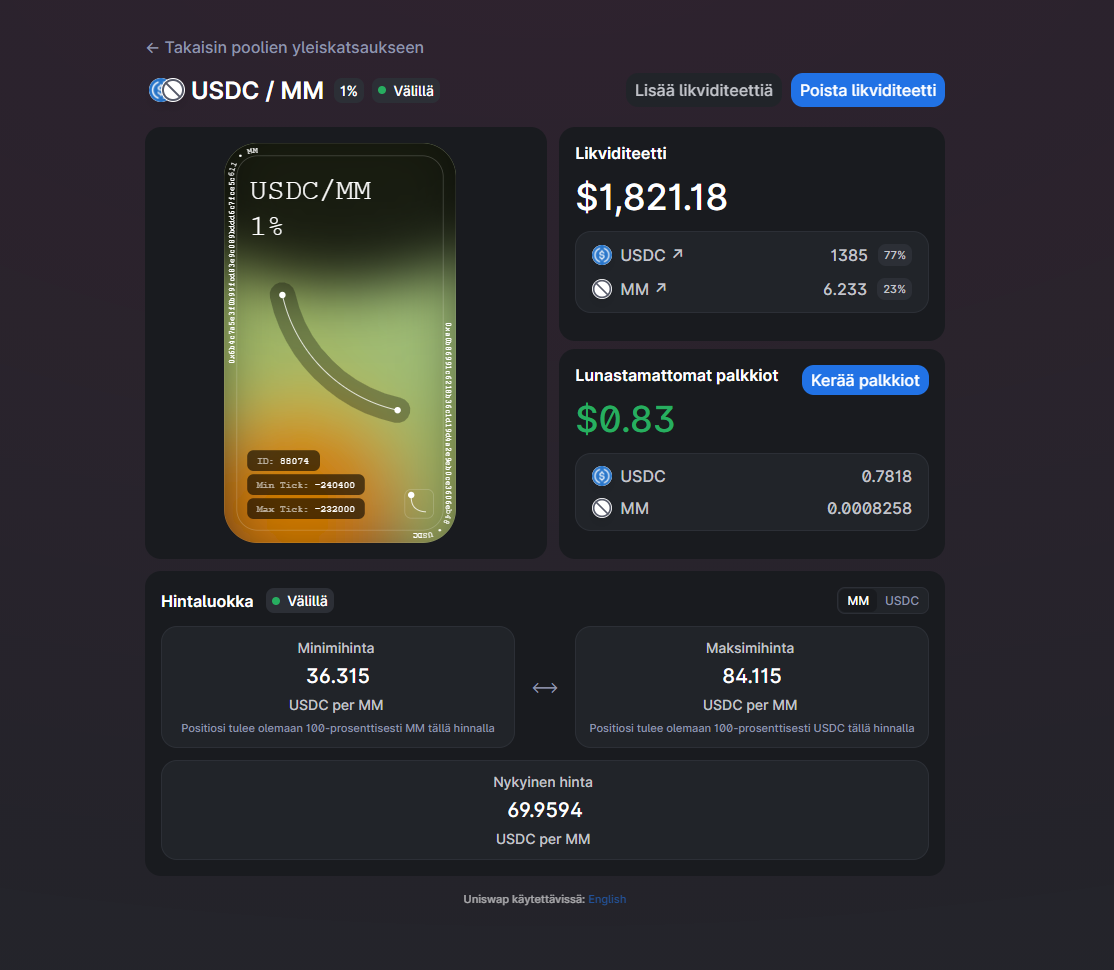 ← Takaisin poolien yleiskatsaukseen
USDC / MM 1% Välillä
Lisää likviditeettiä Poista likviditeetti
• MM
USDC/MM
1%
ID: 88074
Min Tick: -240400
Max Tick: -232000
• USDC
Likviditeetti
$1,821.18
USDC ↗ 1385 77%
MM ↗ 6.233 23%
Lunastamattomat palkkiot Kerää palkkiot
$0.83
USDC 0.7818
MM 0.0008258
Hintaluokka Välillä MM USDC
Minimihinta
36.315
USDC per MM
Positiosi tulee olemaan 100-prosenttisesti MM tällä hinnalla
Maksimihinta
84.115
USDC per MM
Positiosi tulee olemaan 100-prosenttisesti USDC tällä hinnalla
Nykyinen hinta
69.9594
USDC per MM
Uniswap käytettävissä: English